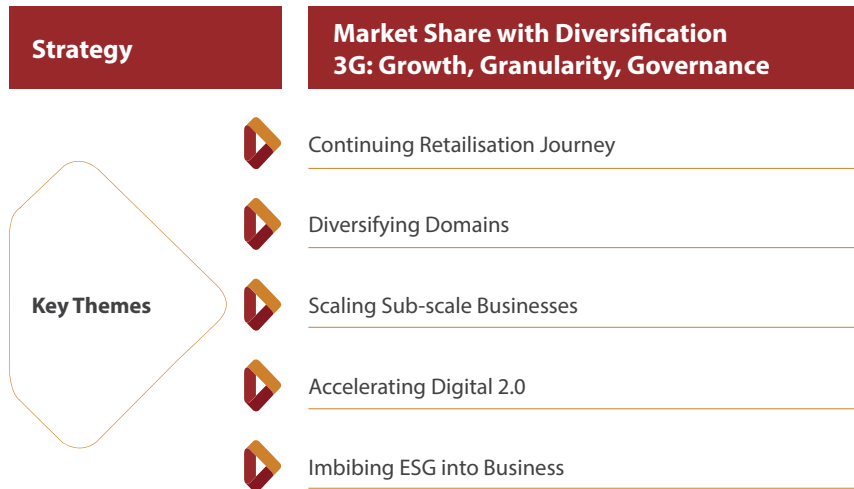 Strategy
Market Share with Diversification
3G: Growth, Granularity, Governance
Key Themes
Continuing Retailisation Journey
Diversifying Domains
Scaling Sub-scale Businesses
Accelerating Digital 2.0
Imbibing ESG into Business